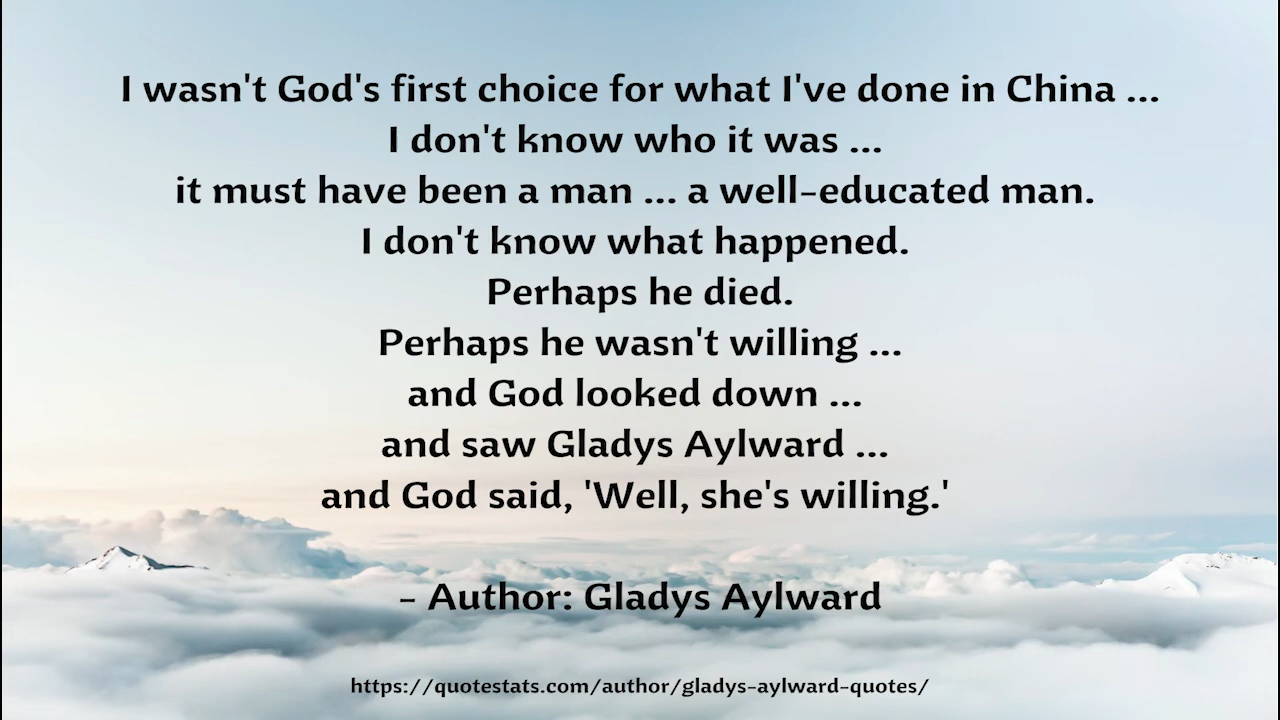 I wasn't God's first choice for what I've done in China ...
I don't know who it was ...
it must have been a man ... a well-educated man.
I don't know what happened.
Perhaps he died.
Perhaps he wasn't willing ...
and God looked down ...
and saw Gladys Aylward ...
and God said, 'Well, she's willing.'
- Author: Gladys Aylward
https://quotestats.com/author/gladys-aylward-quotes/